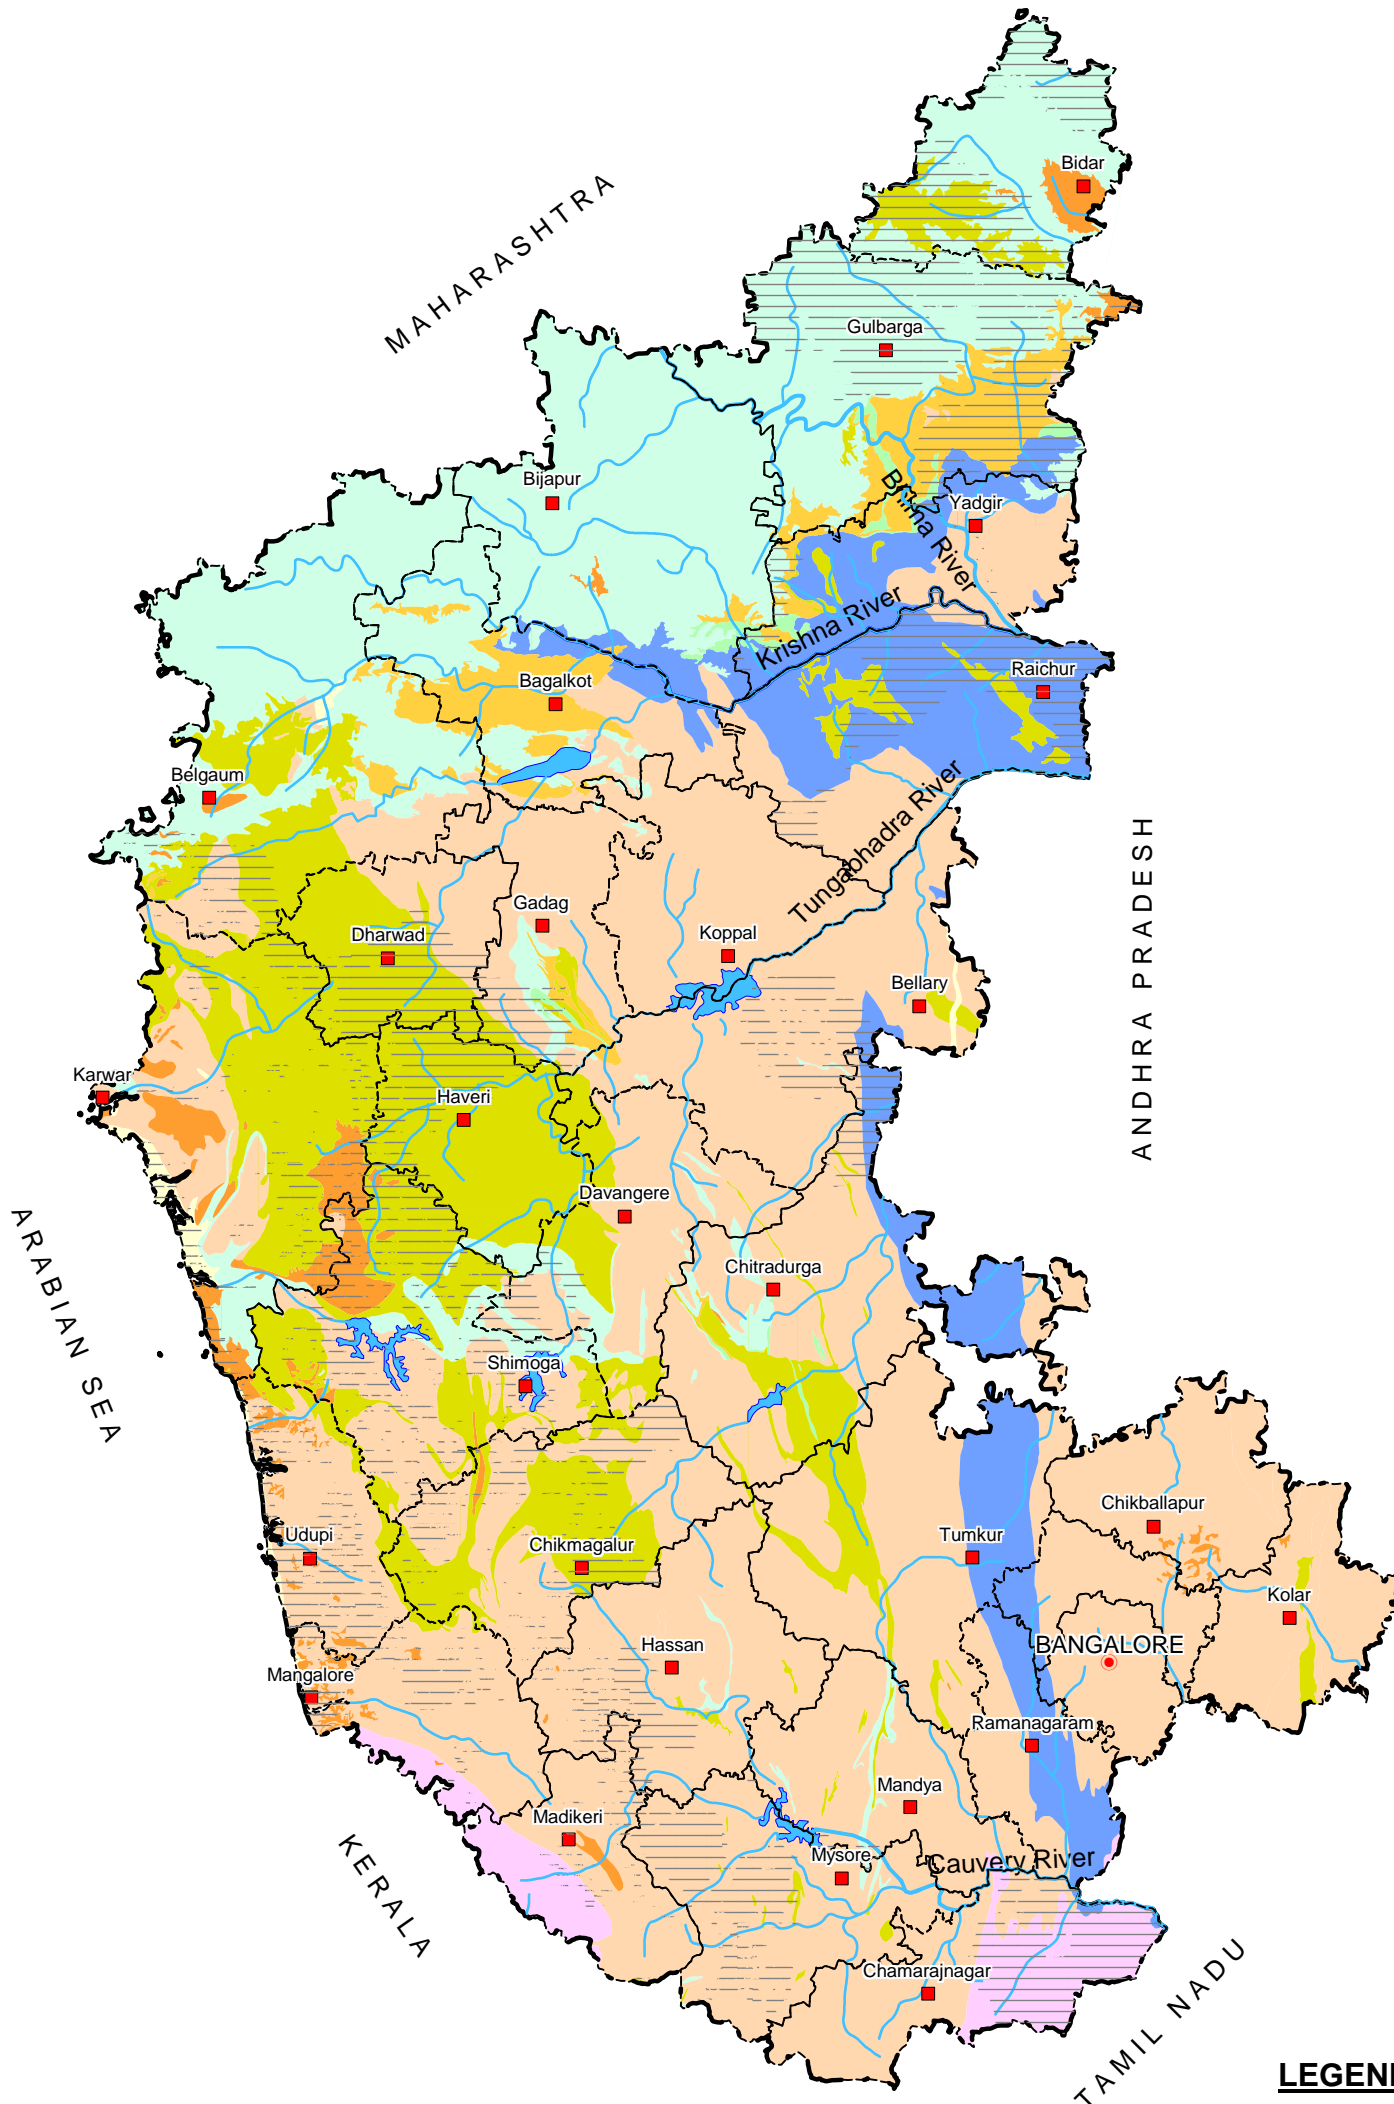 Bidar
MAHARASHTRA
Gulbarga
Bijapur
Yadgir
Bhima River
Krishna River
Raichur
Bagalkot
Belgaum
Tungabhadra River
ANDHRA PRADESH
Gadag
Dharwad
Koppal
Bellary
Karwar
Haveri
Davangere
ARABIAN SEA
Chitradurga
Shimoga
Chikballapur
Udupi
Chikmagalur
Tumkur
Kolar
Hassan
BANGALORE
Mangalore
Ramanagaram
Mandya
Madikeri
KERALA
Mysore
Cauvery River
Chamarajnagar
TAMIL NADU
LEGEN